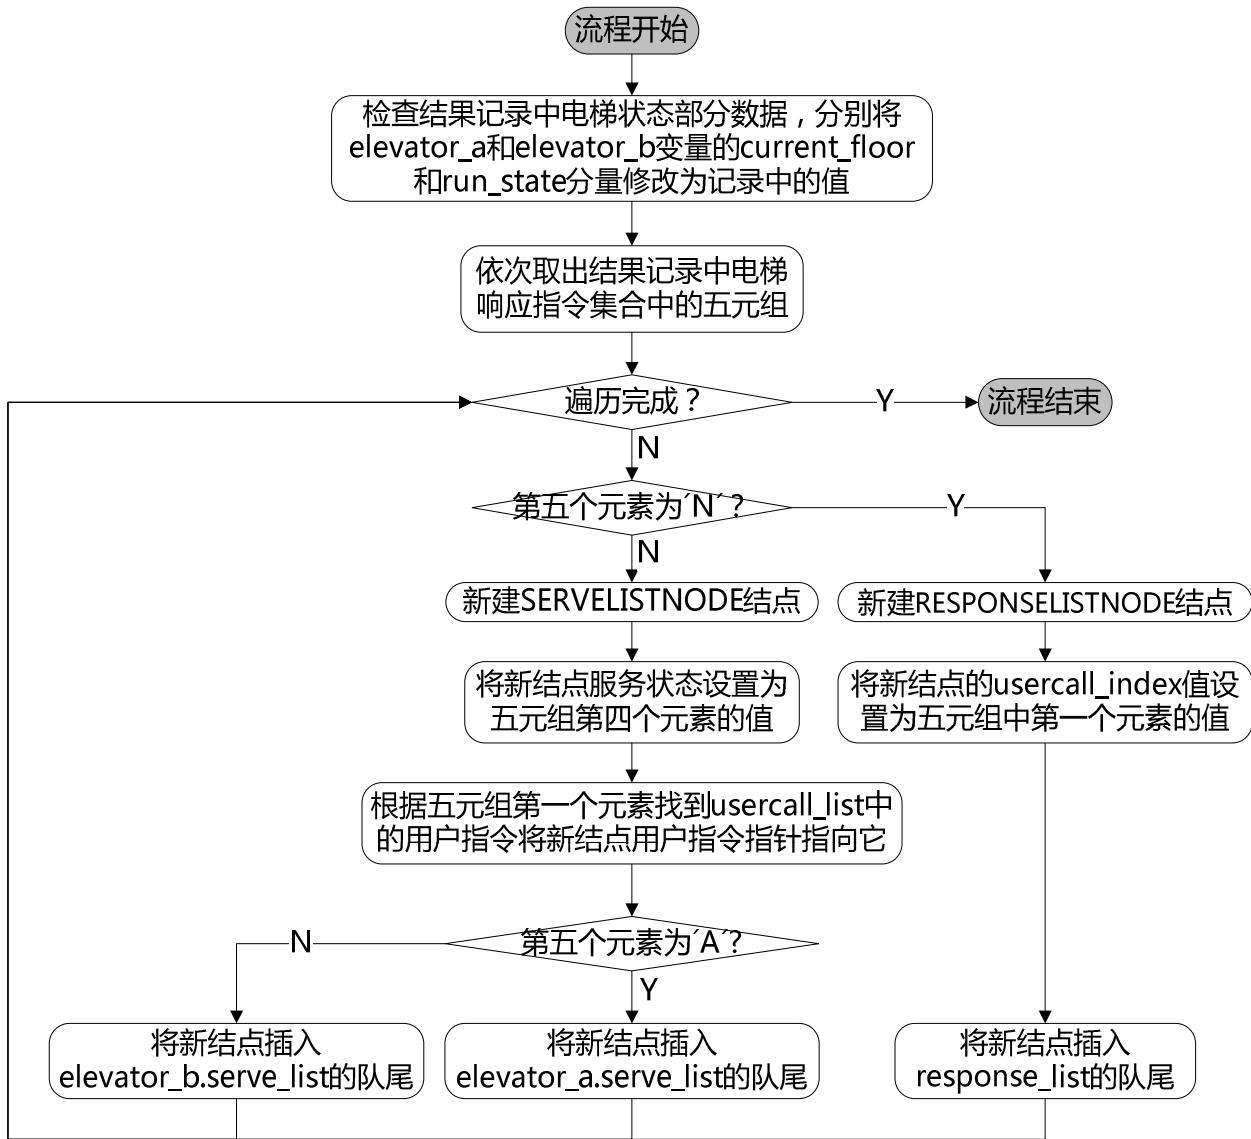 流程开始
检查结果记录中电梯状态部分数据，分别将
elevator_a和elevator_b变量的current_floor
和run_state分量修改为记录中的值
依次取出结果记录中电梯
响应指令集合中的五元组
遍历完成？
Y
流程结束
N
第五个元素为´N´？
Y
N
新建SERVELISTNODE结点
新建RESPONSELISTNODE结点
将新结点服务状态设置为
五元组第四个元素的值
将新结点的usercall_index值设
置为五元组中第一个元素的值
根据五元组第一个元素找到usercall_list中
的用户指令将新结点用户指令指针指向它
第五个元素为´A´？
N
Y
将新结点插入
elevator_b.serve_list的队尾
将新结点插入
elevator_a.serve_list的队尾
将新结点插入
response_list的队尾